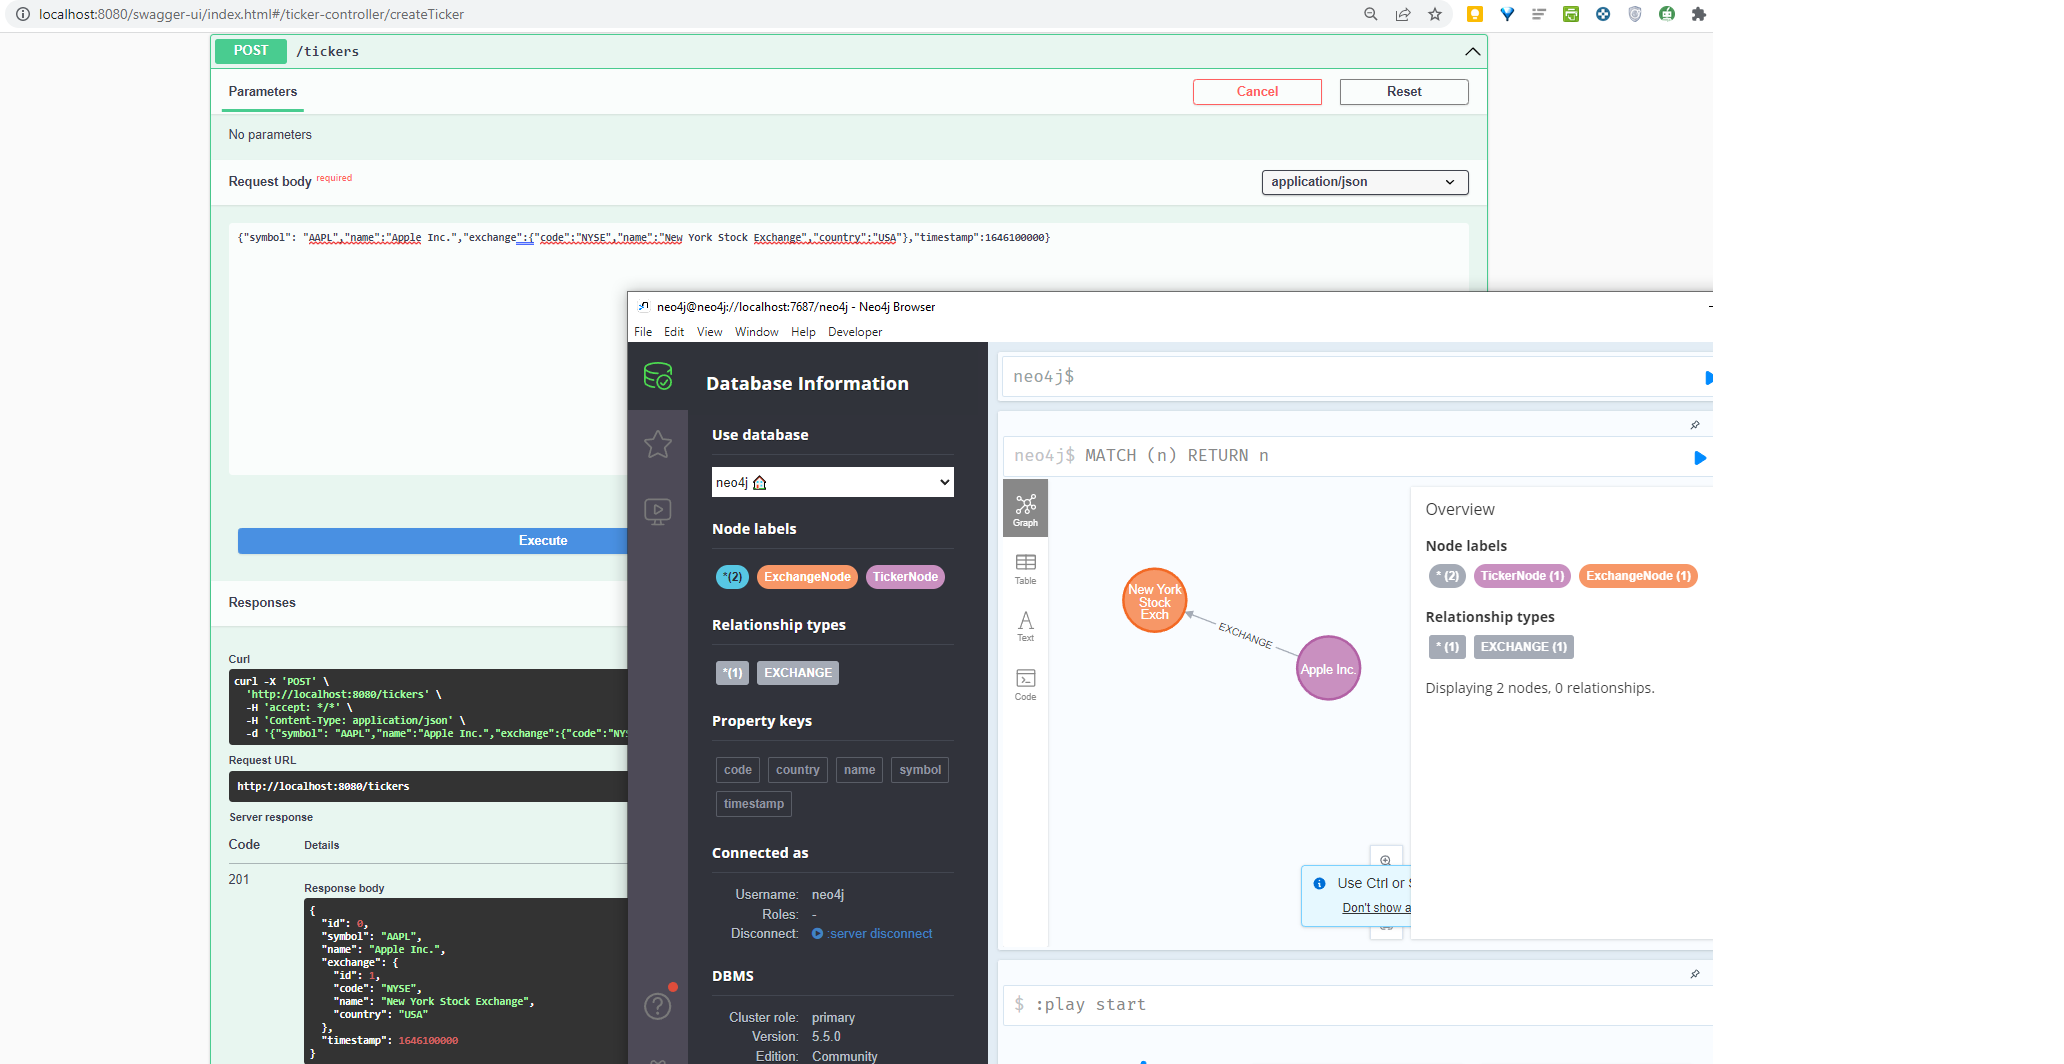 localhost:8080/swagger-ui/index.html#/ticker-controller/createTicker
POST /tickers
Parameters
Cancel
Reset
No parameters
Request body required
application/json
{"symbol": "AAPL","name":"Apple Inc.","exchange":{"code":"NYSE","name":"New York Stock Exchange","country":"USA"},"timestamp":1646100000}
Execute
Responses
Curl
curl -X 'POST' \
'http://localhost:8080/tickers' \
-H 'accept: */*' \
-H 'Content-Type: application/json' \
-d '{"symbol": "AAPL","name":"Apple Inc.","exchange":{"code":"NYS
Request URL
http://localhost:8080/tickers
Server response
Code Details
201
Response body
{
"id": 0,
"symbol": "AAPL",
"name": "Apple Inc.",
"exchange": {
"id": 1,
"code": "NYSE",
"name": "New York Stock Exchange",
"country": "USA"
},
"timestamp": 1646100000
}
neo4j@neo4j://localhost:7687/neo4j - Neo4j Browser
File Edit View Window Help Developer
Database Information
Use database
neo4j
Node labels
*(2) ExchangeNode TickerNode
Relationship types
*(1) EXCHANGE
Property keys
code country name symbol
timestamp
Connected as
Username: neo4j
Roles: -
Disconnect: :server disconnect
DBMS
Cluster role: primary
Version: 5.5.0
Edition: Community
neo4j$
neo4j$ MATCH (n) RETURN n
Graph
Table
Text
Code
New York
Stock
Exch
EXCHANGE
Apple Inc.
Overview
Node labels
* (2) TickerNode (1) ExchangeNode (1)
Relationship types
* (1) EXCHANGE (1)
Displaying 2 nodes, 0 relationships.
Use Ctrl or
Don't show a
$ :play start